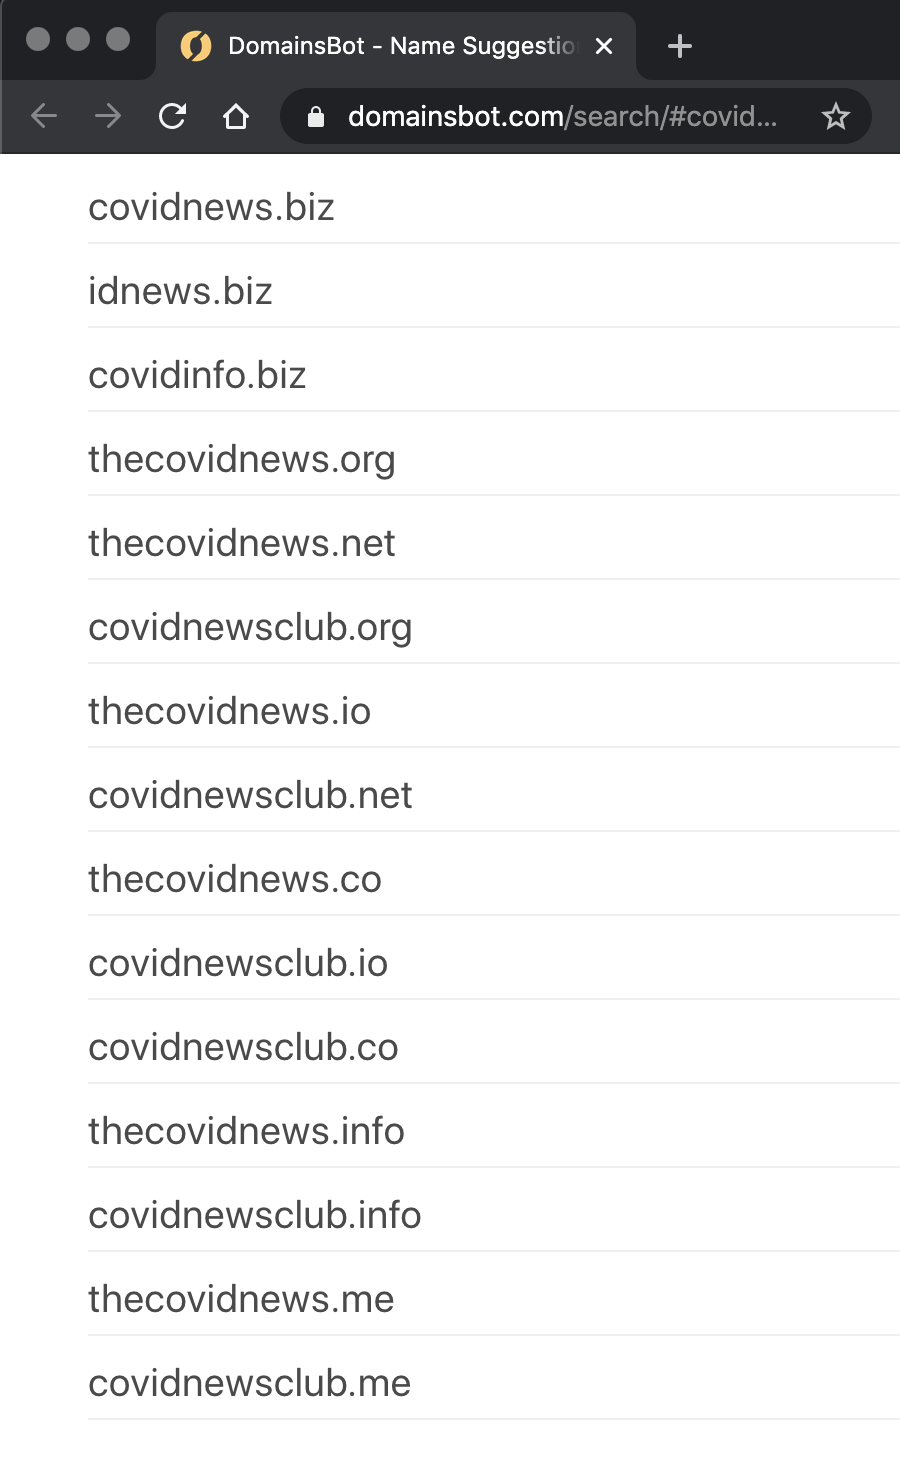 DomainsBot - Name Suggestio
domainsbot.com/search/#covid...
covidnews.biz
idnews.biz
covidinfo.biz
thecovidnews.org
thecovidnews.net
covidnewsclub.org
thecovidnews.io
covidnewsclub.net
thecovidnews.co
covidnewsclub.io
covidnewsclub.co
thecovidnews.info
covidnewsclub.info
thecovidnews.me
covidnewsclub.me